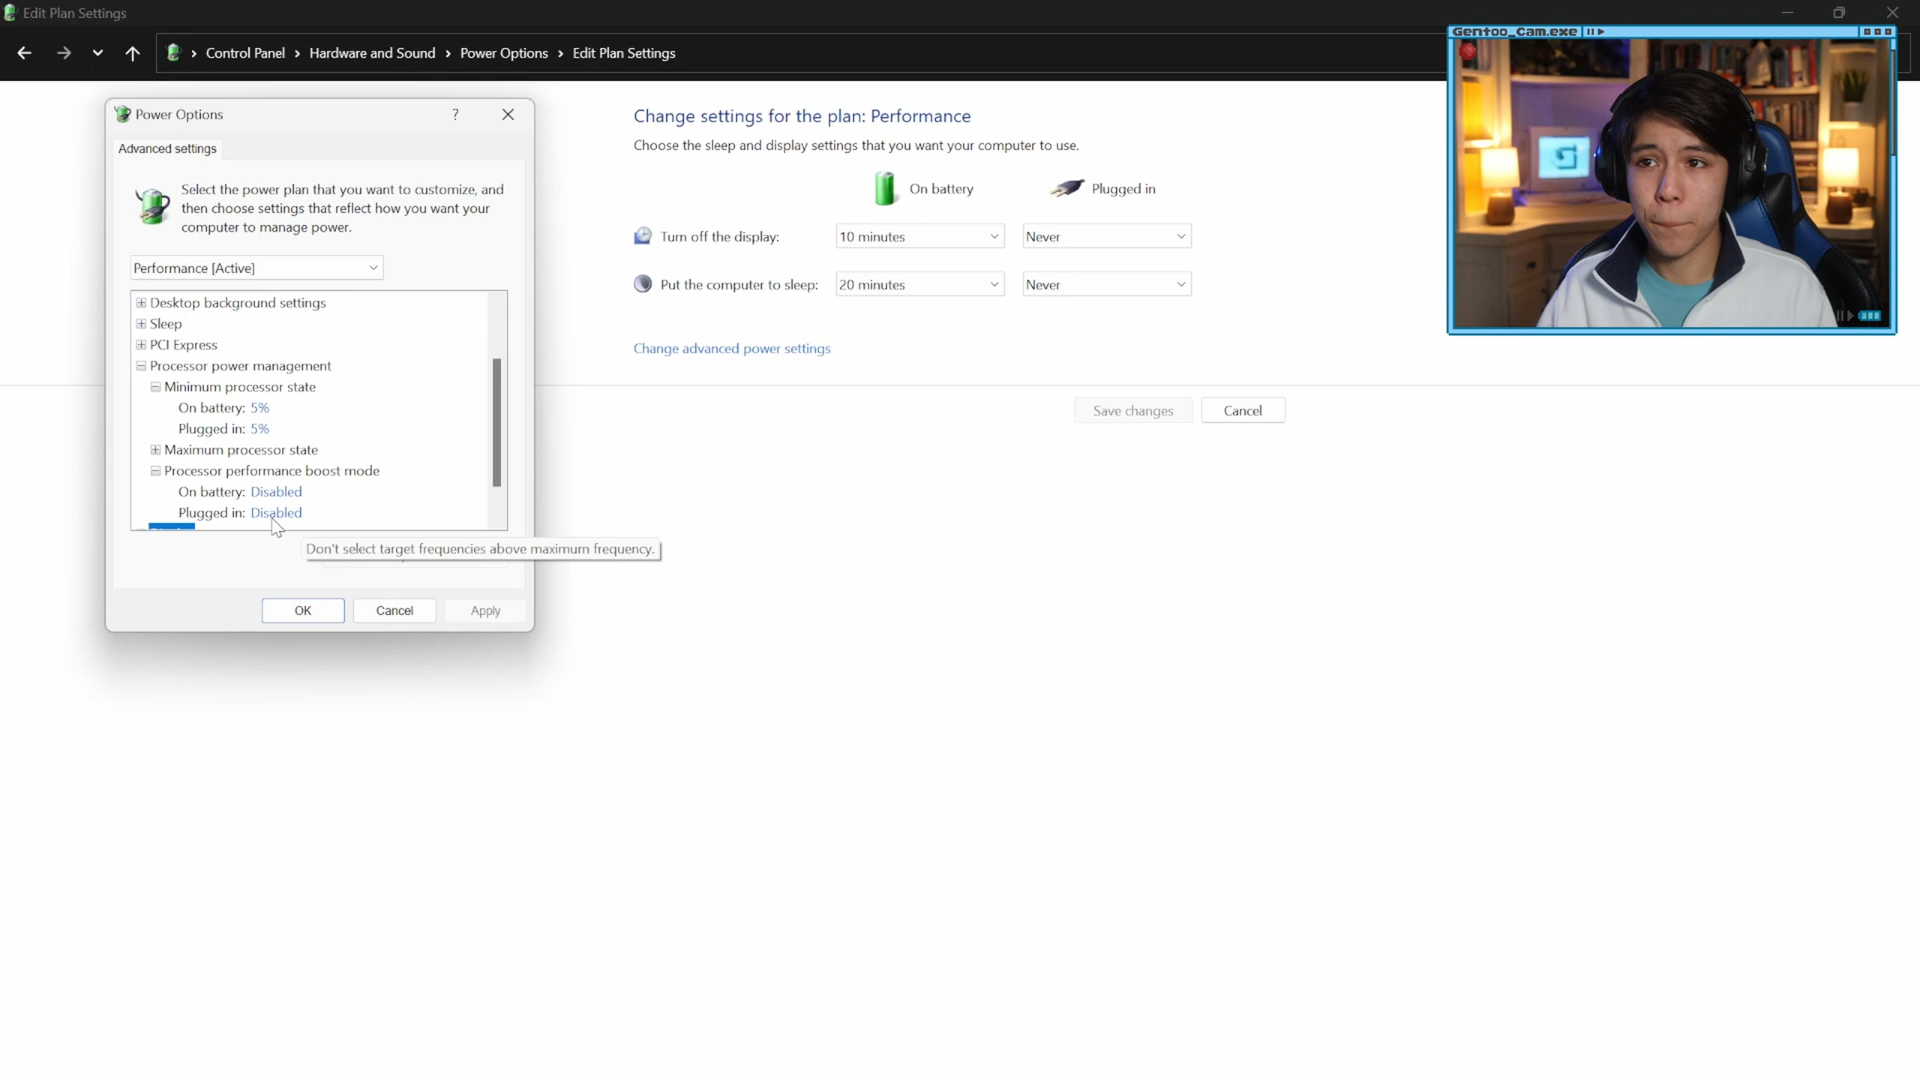 Edit Plan Settings
Control Panel › Hardware and Sound › Power Options › Edit Plan Settings
Gentoo_Cam.exe
Power Options
?
Advanced settings
Select the power plan that you want to customize, and
then choose settings that reflect how you want your
computer to manage power.
Performance [Active]
Desktop background settings
Sleep
PCI Express
Processor power management
Minimum processor state
On battery: 5%
Plugged in: 5%
Maximum processor state
Processor performance boost mode
On battery: Disabled
Plugged in: Disabled
Don't select target frequencies above maximum frequency.
OK
Cancel
Apply
Change settings for the plan: Performance
Choose the sleep and display settings that you want your computer to use.
On battery
Plugged in
Turn off the display:
10 minutes
Never
Put the computer to sleep:
20 minutes
Never
Change advanced power settings
Save changes
Cancel